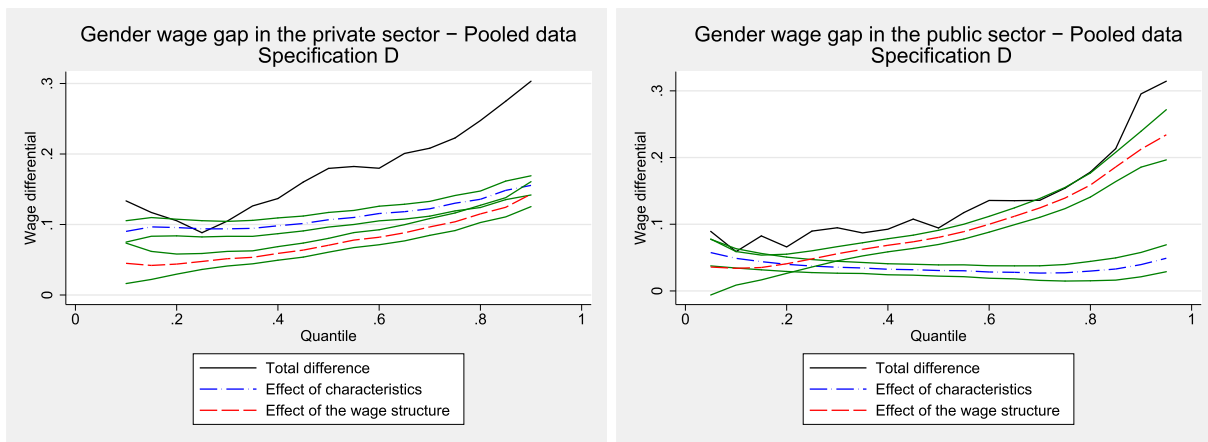 Gender wage gap in the private sector − Pooled data
Specification D
Wage differential
.3
.2
.1
0
0
.2
.4
.6
.8
1
Quantile
Total difference
Effect of characteristics
Effect of the wage structure
Gender wage gap in the public sector − Pooled data
Specification D
Wage differential
.3
.2
.1
0
0
.2
.4
.6
.8
1
Quantile
Total difference
Effect of characteristics
Effect of the wage structure